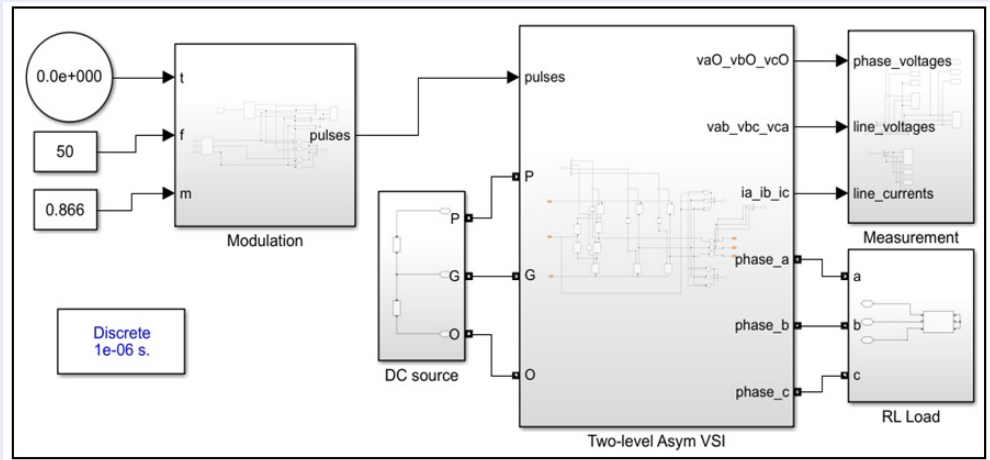 0.0e+000
50
0.866
t
f
m
pulses
Modulation
Discrete
1e-06 s.
P
G
O
DC source
pulses
P
G
O
vaO_vbO_vcO
vab_vbc_vca
ia_ib_ic
phase_a
phase_b
phase_c
Two-level Asym VSI
phase_voltages
line_voltages
line_currents
Measurement
a
b
c
RL Load